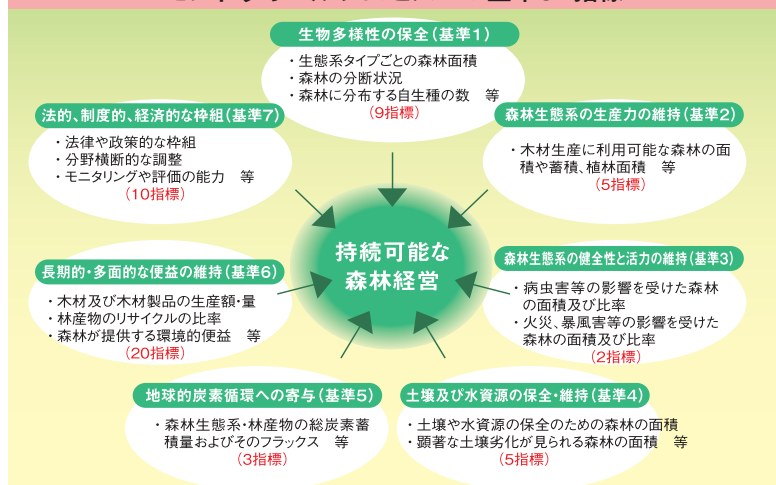 生物多様性の保全(基準1)
・生態系タイプごとの森林面積
・森林の分断状況
・森林に分布する自生種の数　等
(9指標)
法的、制度的、経済的な枠組(基準7)
・法律や政策的な枠組
・分野横断的な調整
・モニタリングや評価の能力　等
(10指標)
森林生態系の生産力の維持(基準2)
・木材生産に利用可能な森林の面
積や蓄積、植林面積　等
(5指標)
持続可能な
森林経営
長期的・多面的な便益の維持(基準6)
・木材及び木材製品の生産額・量
・林産物のリサイクルの比率
・森林が提供する環境的便益　等
(20指標)
森林生態系の健全性と活力の維持(基準3)
・病虫害等の影響を受けた森林
の面積及び比率
・火災、暴風害等の影響を受けた
森林の面積及び比率
(2指標)
地球的炭素循環への寄与(基準5)
・森林生態系・林産物の総炭素蓄
積量およびそのフラックス　等
(3指標)
土壌及び水資源の保全・維持(基準4)
・土壌や水資源の保全のための森林の面積
・顕著な土壌劣化が見られる森林の面積　等
(5指標)